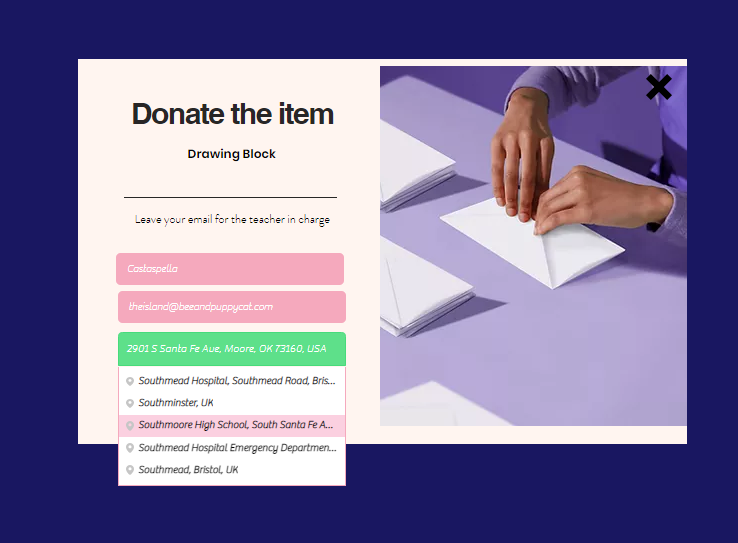 Donate the item
Drawing Block
Leave your email for the teacher in charge
Castaspella
theisland@beeandpuppycat.com
2901 S Santa Fe Ave, Moore, OK 73160, USA
Southmead Hospital, Southmead Road, Bris...
Southminster, UK
Southmoore High School, South Santa Fe A...
Southmead Hospital Emergency Departmen...
Southmead, Bristol, UK